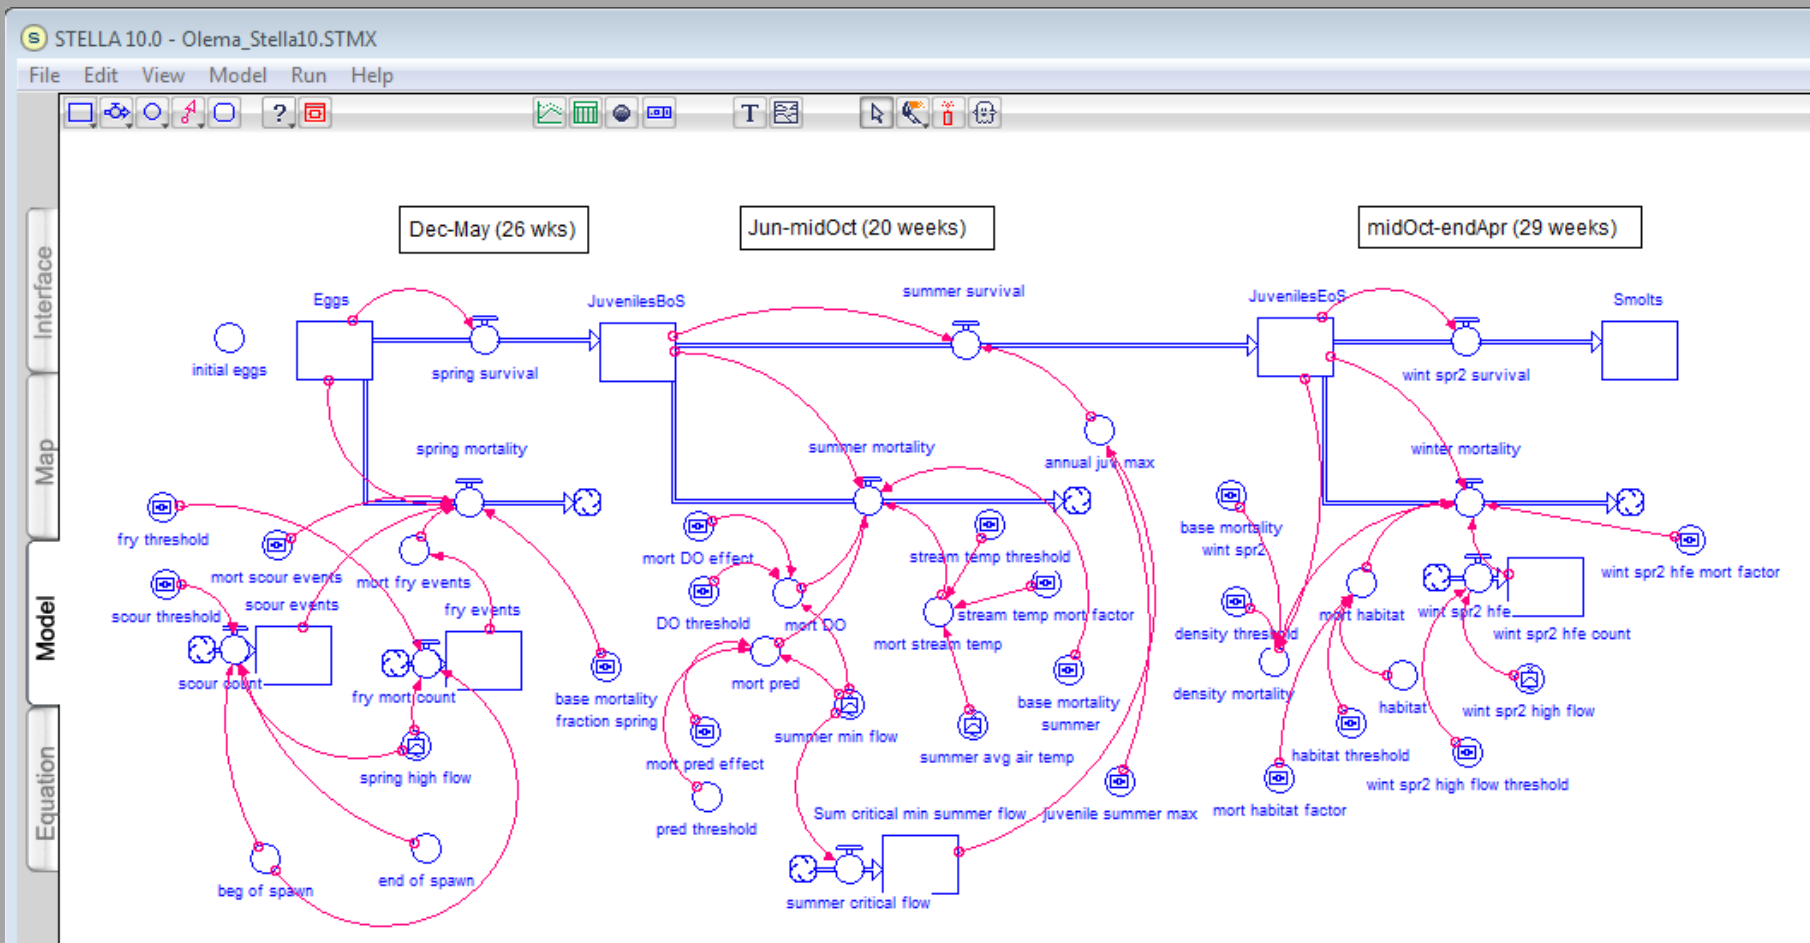 STELLA 10.0 - Olema_Stella10.STMX
File Edit View Model Run Help
Interface
Map
Model
Equation
Dec-May (26 wks)
Jun-midOct (20 weeks)
midOct-endApr (29 weeks)
Eggs
JuvenilesBoS
summer survival
JuvenilesEoS
Smolts
initial eggs
spring survival
wint spr2 survival
spring mortality
summer mortality
annual juv max
winter mortality
fry threshold
mort scour events
mort fry events
mort DO effect
stream temp threshold
base mortality
wint spr2
wint spr2 hfe mort factor
scour threshold
scour events
fry events
DO threshold
mort DO
stream temp mort factor
mort stream temp
density threshold
mort habitat
wint spr2 hfe
wint spr2 hfe count
scour count
fry mort count
base mortality
fraction spring
mort pred
summer min flow
base mortality
summer
density mortality
habitat
wint spr2 high flow
spring high flow
mort pred effect
summer avg air temp
habitat threshold
wint spr2 high flow threshold
pred threshold
Sum critical min summer flow
juvenile summer max
mort habitat factor
beg of spawn
end of spawn
summer critical flow